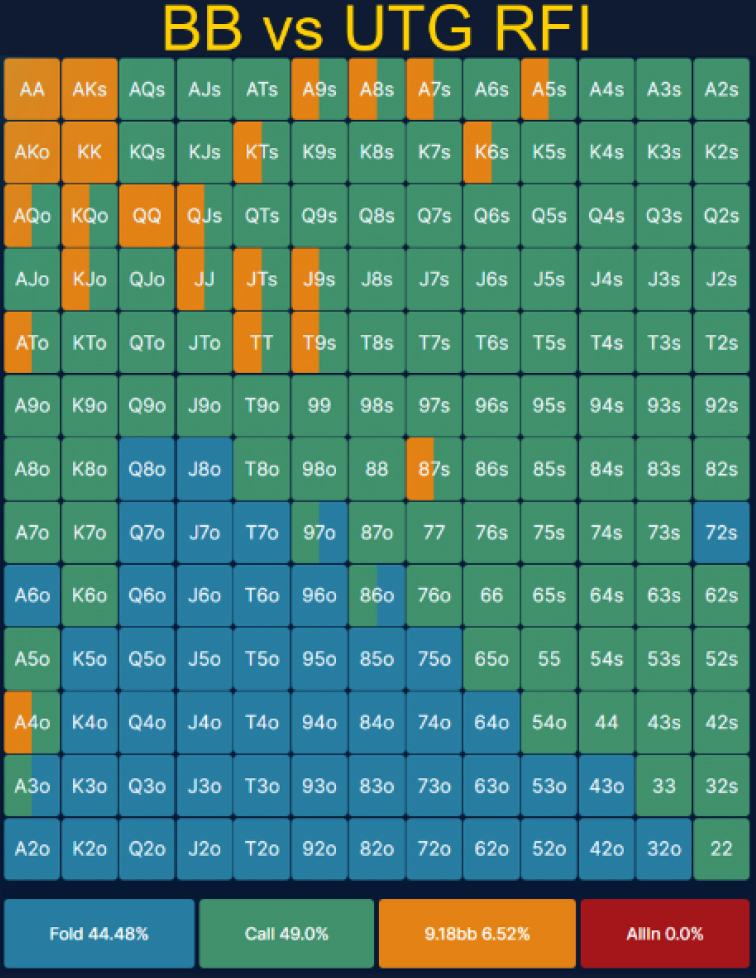 BB vs UTG RFI
AA AKs AQs AJs ATs A9s A8s A7s A6s A5s A4s A3s A2s
AKo KK KQs KJs KTs K9s K8s K7s K6s K5s K4s K3s K2s
AQo KQo QQ QJs QTs Q9s Q8s Q7s Q6s Q5s Q4s Q3s Q2s
AJo KJo QJo JJ JTs J9s J8s J7s J6s J5s J4s J3s J2s
ATo KTo QTo JTo TT T9s T8s T7s T6s T5s T4s T3s T2s
A9o K9o Q9o J9o T9o 99 98s 97s 96s 95s 94s 93s 92s
A8o K8o Q8o J8o T8o 98o 88 87s 86s 85s 84s 83s 82s
A7o K7o Q7o J7o T7o 97o 87o 77 76s 75s 74s 73s 72s
A6o K6o Q6o J6o T6o 96o 86o 76o 66 65s 64s 63s 62s
A5o K5o Q5o J5o T5o 95o 85o 75o 65o 55 54s 53s 52s
A4o K4o Q4o J4o T4o 94o 84o 74o 64o 54o 44 43s 42s
A3o K3o Q3o J3o T3o 93o 83o 73o 63o 53o 43o 33 32s
A2o K2o Q2o J2o T2o 92o 82o 72o 62o 52o 42o 32o 22
Fold 44.48% Call 49.0% 9.18bb 6.52% AllIn 0.0%